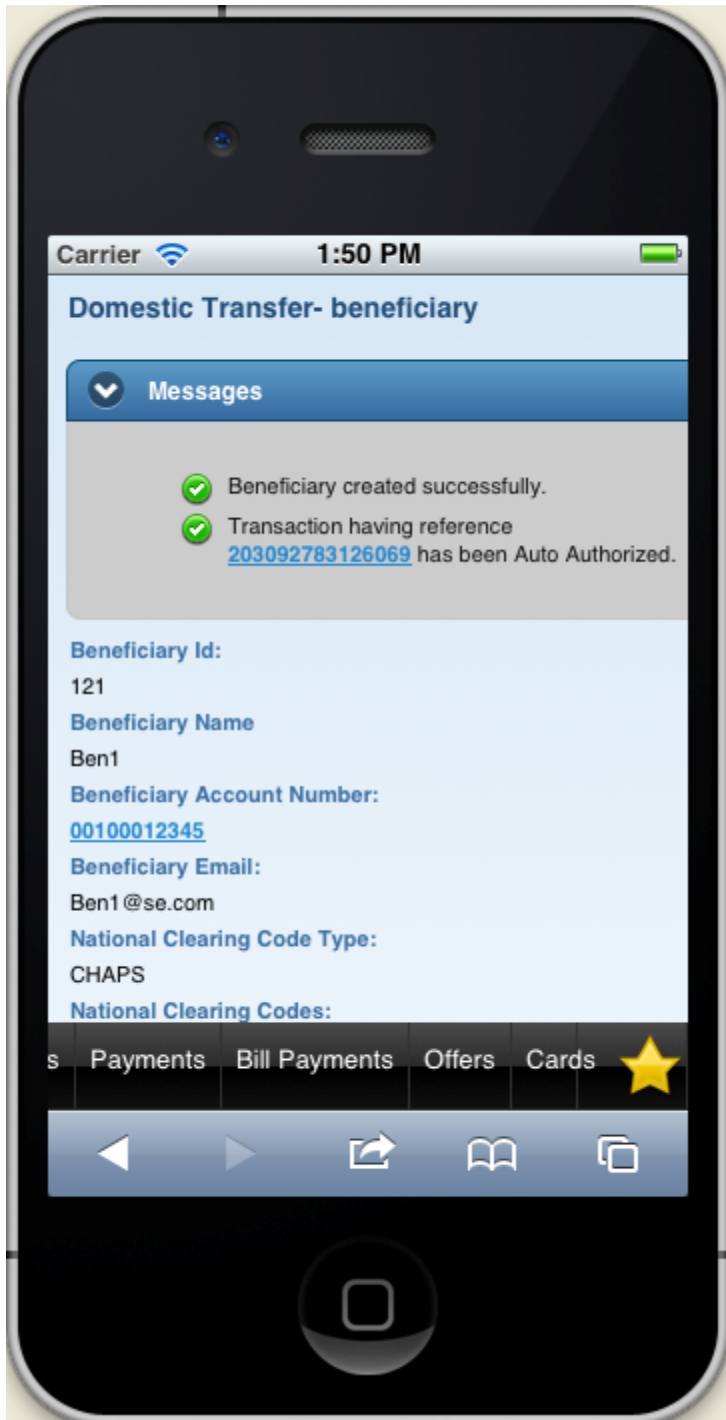 Carrier 1:50 PM
Domestic Transfer- beneficiary
Messages
Beneficiary created successfully.
Transaction having reference
203092783126069 has been Auto Authorized.
Beneficiary Id:
121
Beneficiary Name
Ben1
Beneficiary Account Number:
00100012345
Beneficiary Email:
Ben1@se.com
National Clearing Code Type:
CHAPS
National Clearing Codes:
s Payments Bill Payments Offers Cards